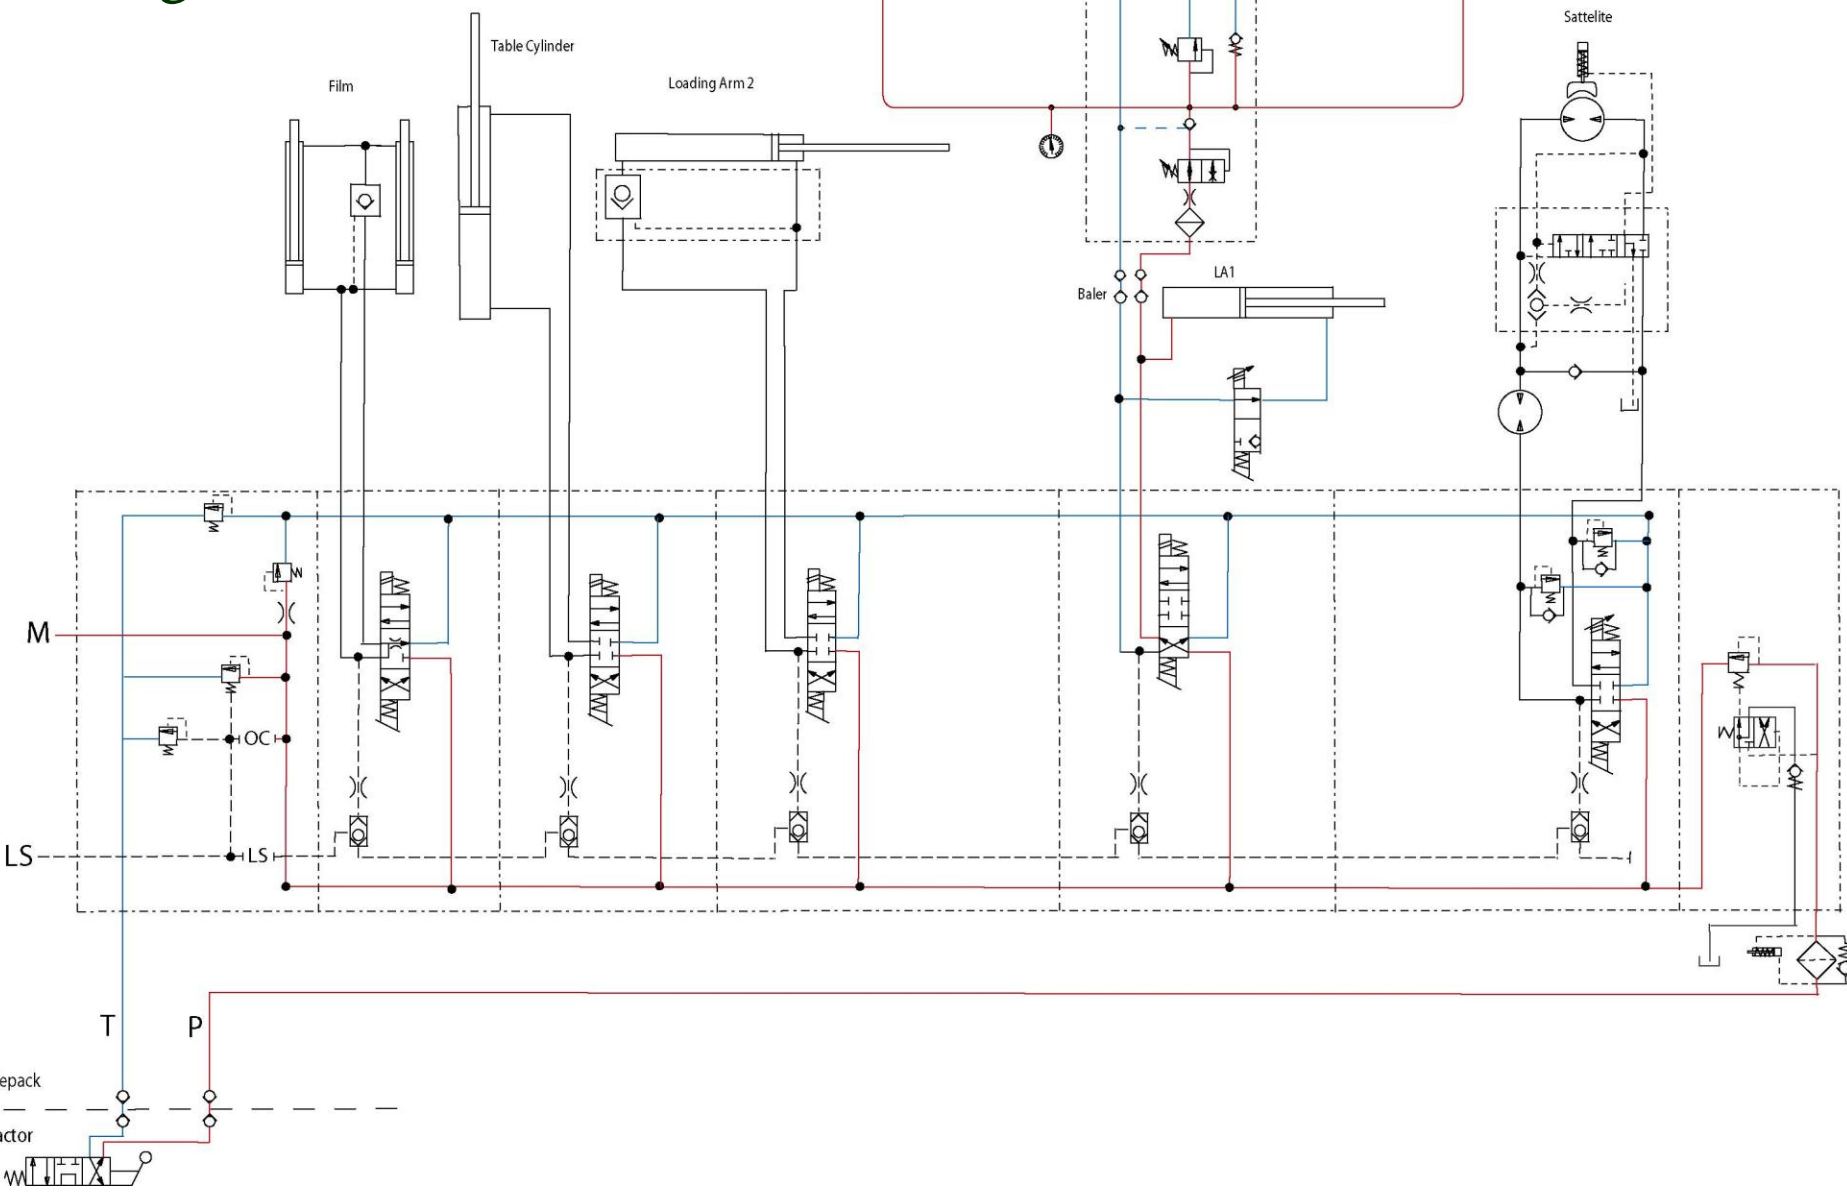 Sattelite
Table Cylinder
Film
Loading Arm 2
LA1
Baler
M
OC
LS
LS
T
P
epack
actor